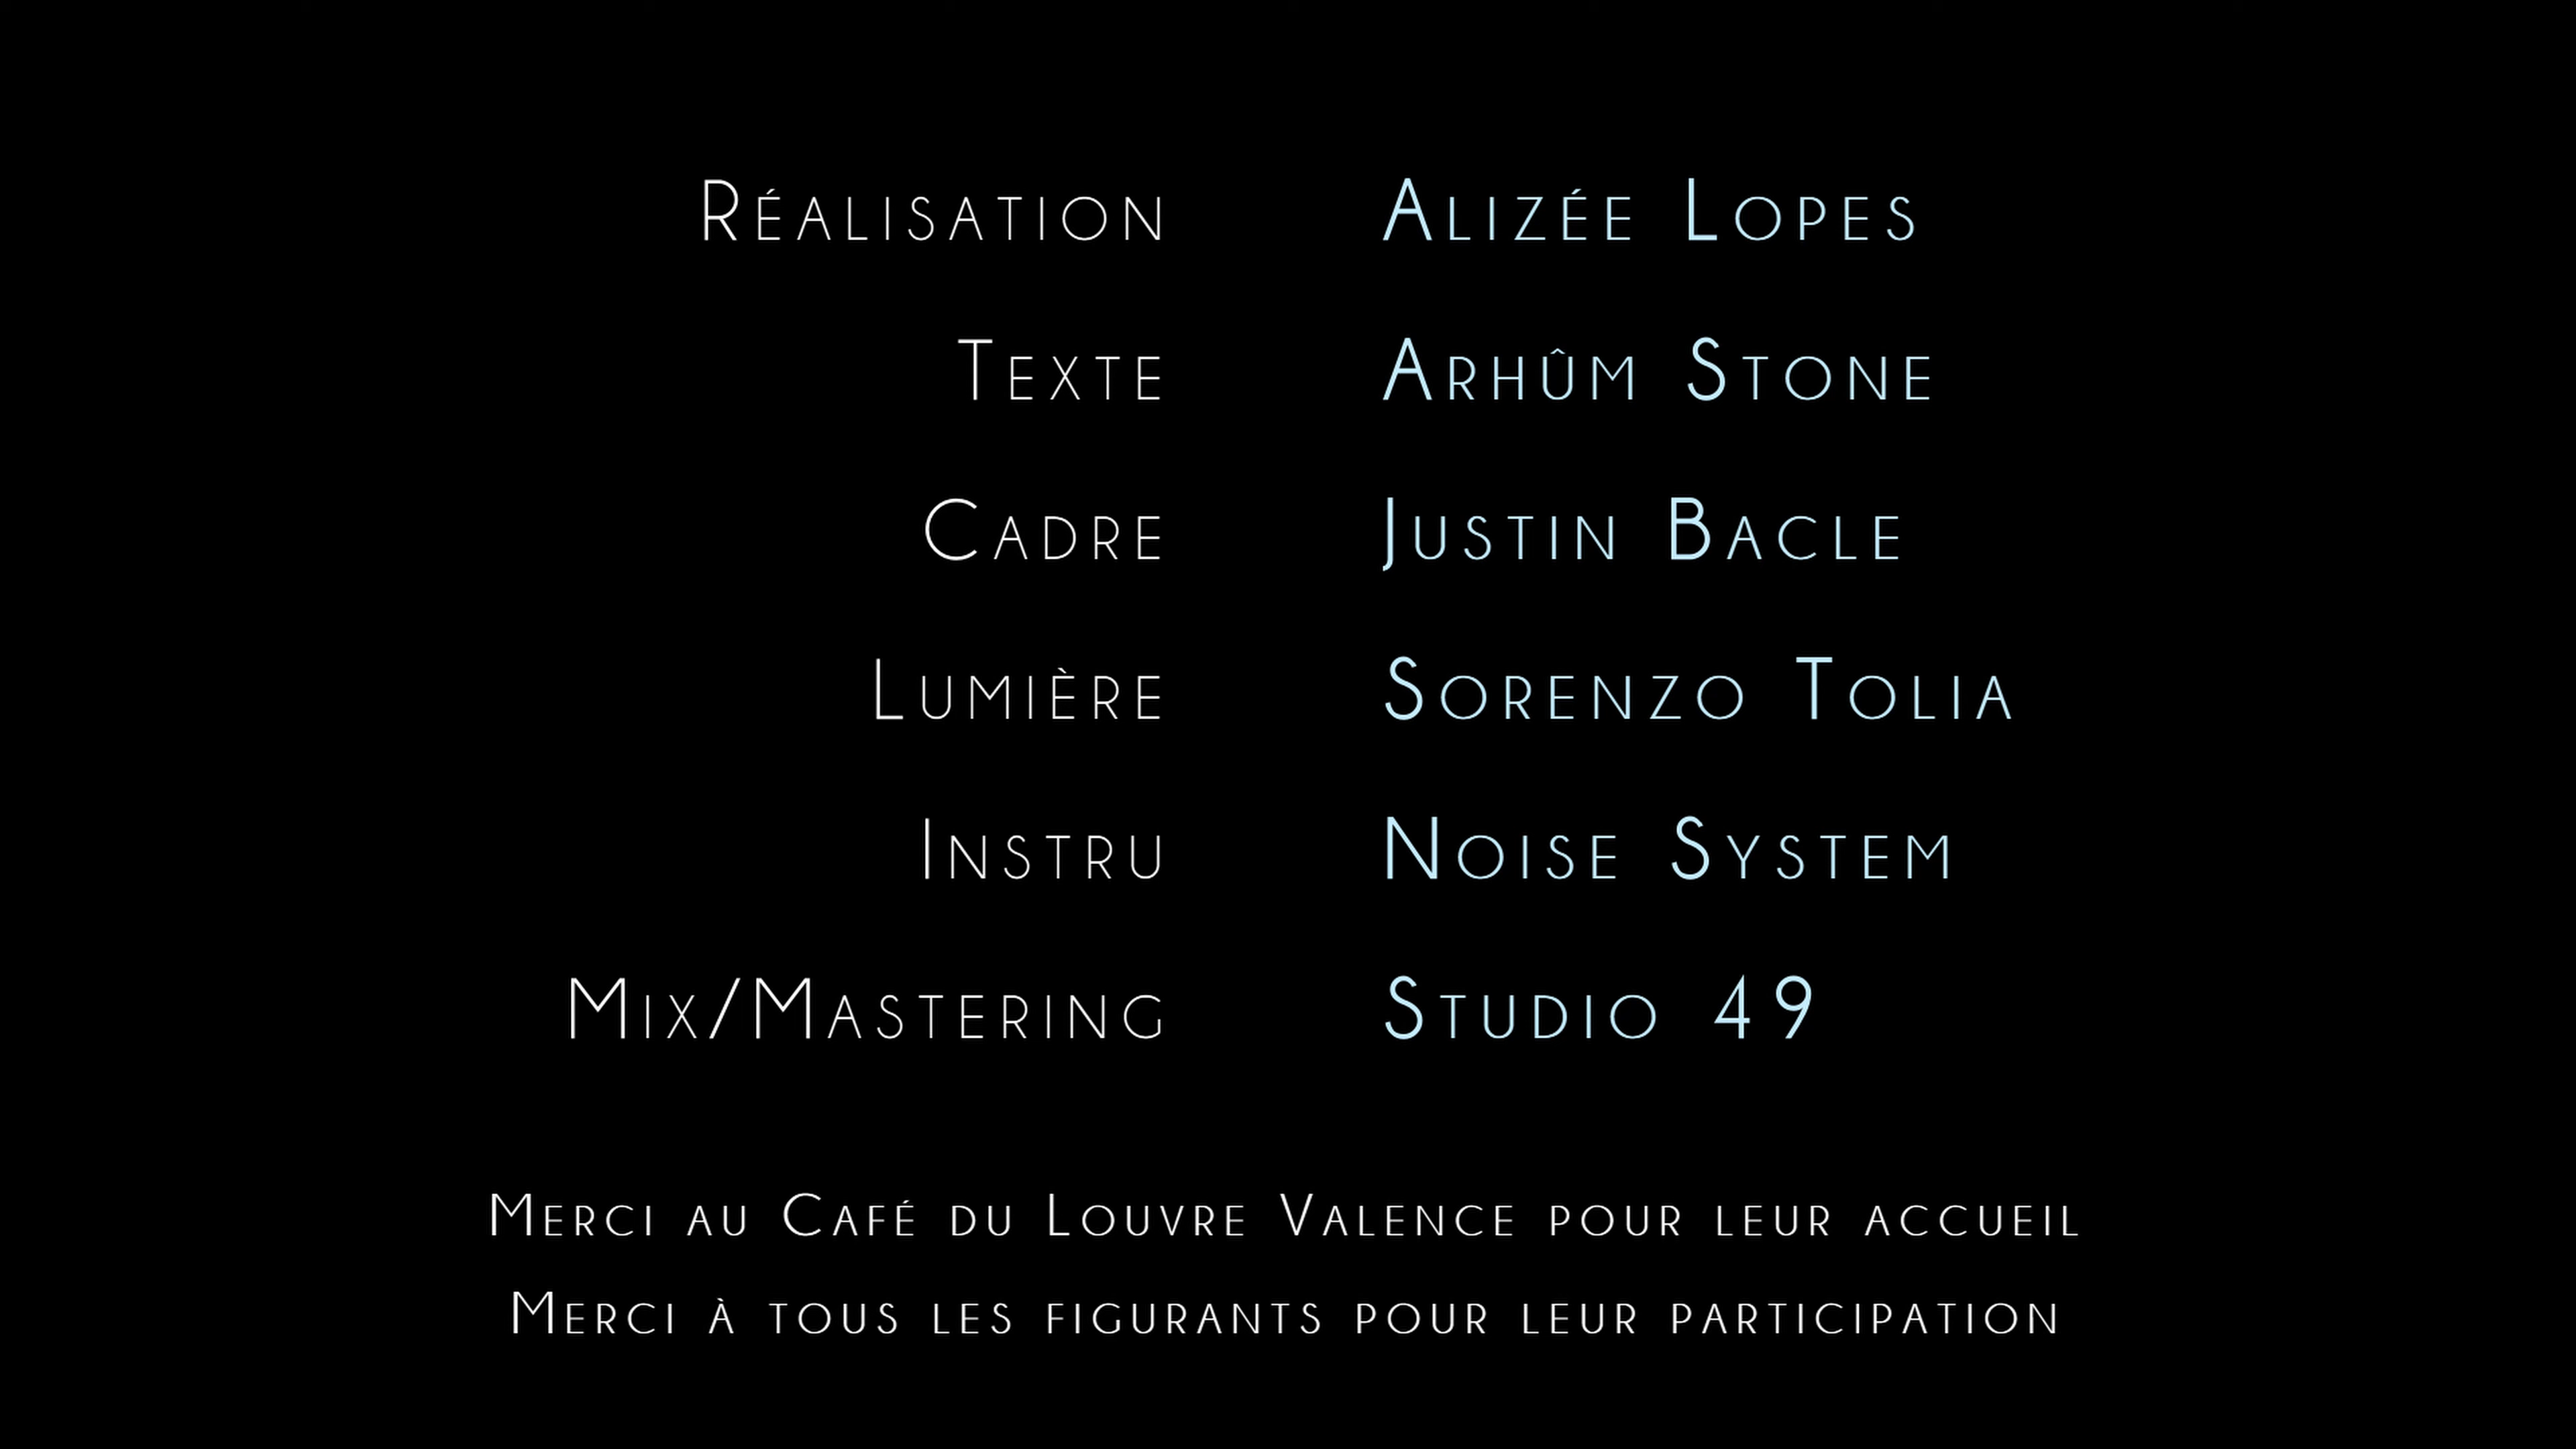 Réalisation Alizée Lopes
Texte Arhûm Stone
Cadre Justin Bacle
Lumière Sorenzo Tolia
Instru Noise System
Mix/Mastering Studio 49
Merci au Café du Louvre Valence pour leur accueil
Merci à tous les figurants pour leur participation